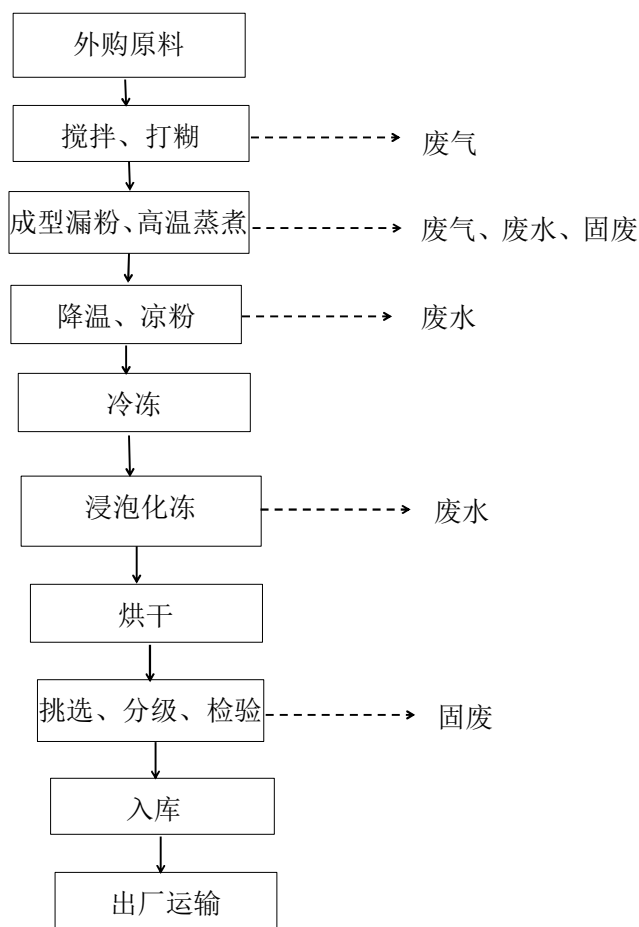 外购原料
搅拌、打糊
废气
成型漏粉、高温蒸煮
废气、废水、固废
降温、凉粉
废水
冷冻
浸泡化冻
废水
烘干
挑选、分级、检验
固废
入库
出厂运输